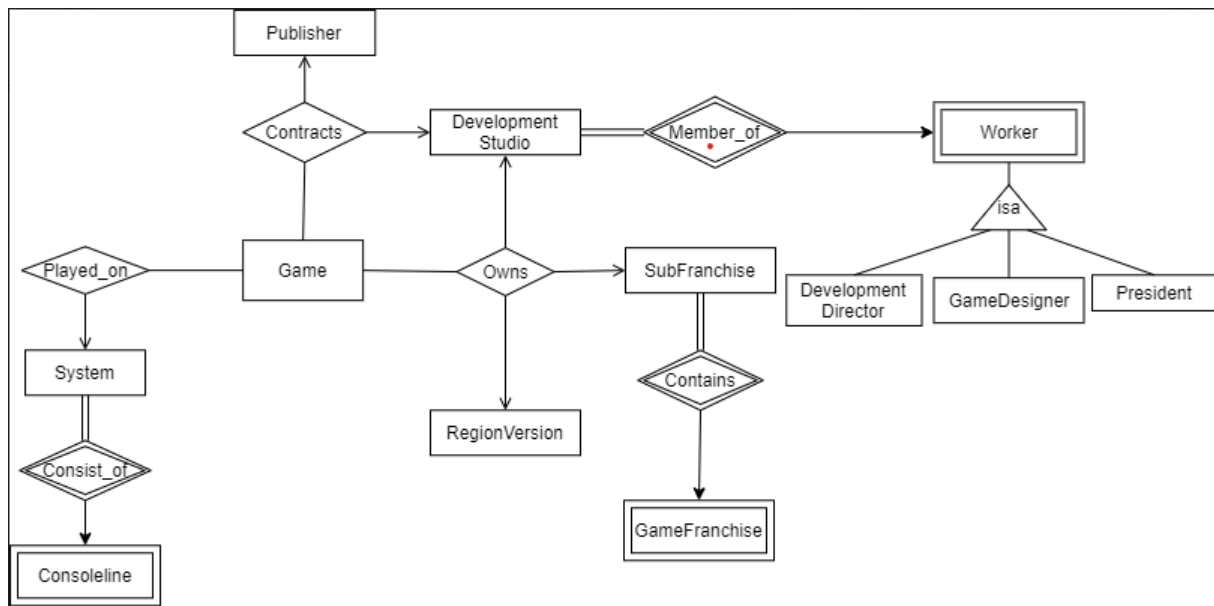 Publisher
Contracts
Development
Studio
Member_of
Worker
isa
Played_on
Game
Owns
SubFranchise
Development
Director
GameDesigner
President
System
Contains
RegionVersion
Consist_of
GameFranchise
Consoleline